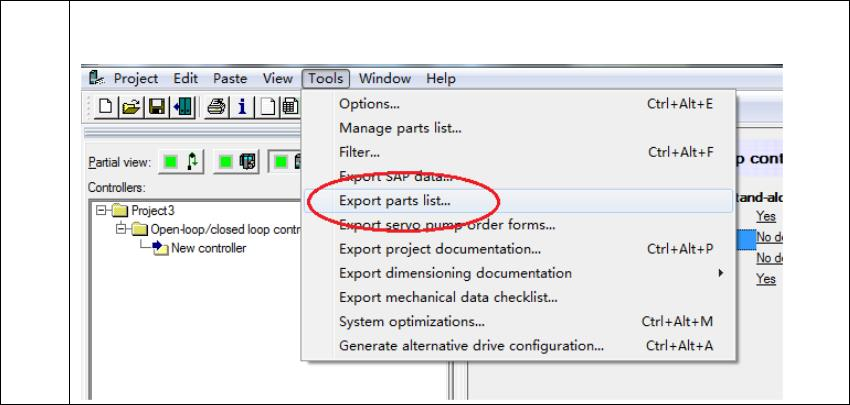 Project Edit Paste View Tools Window Help
Options... Ctrl+Alt+E
Manage parts list...
Filter... Ctrl+Alt+F
Export SAP data...
Export parts list...
Export servo pump order forms...
Export project documentation... Ctrl+Alt+P
Export dimensioning documentation
Export mechanical data checklist...
System optimizations... Ctrl+Alt+M
Generate alternative drive configuration... Ctrl+Alt+A
Partial view:
Controllers:
Project3
Open-loop/closed loop contr
New controller
p cont
tand-alo
Yes
No de
No de
Yes